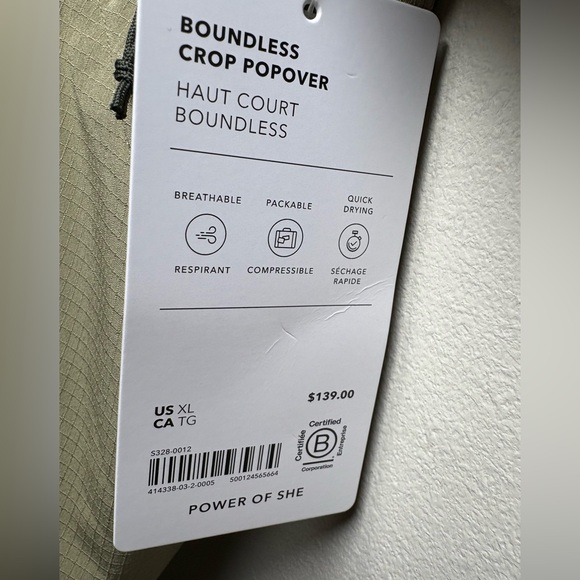 BOUNDLESS
CROP POPOVER
HAUT COURT
BOUNDLESS
BREATHABLE
PACKABLE
QUICK
DRYING
RESPIRANT
COMPRESSIBLE
SÉCHAGE
RAPIDE
$139.00
US XL
CA TG
S328-0012
414338-03-2-0005 500124565664
Certified
Certifiée
B
Entreprise
Corporation
POWER OF SHE